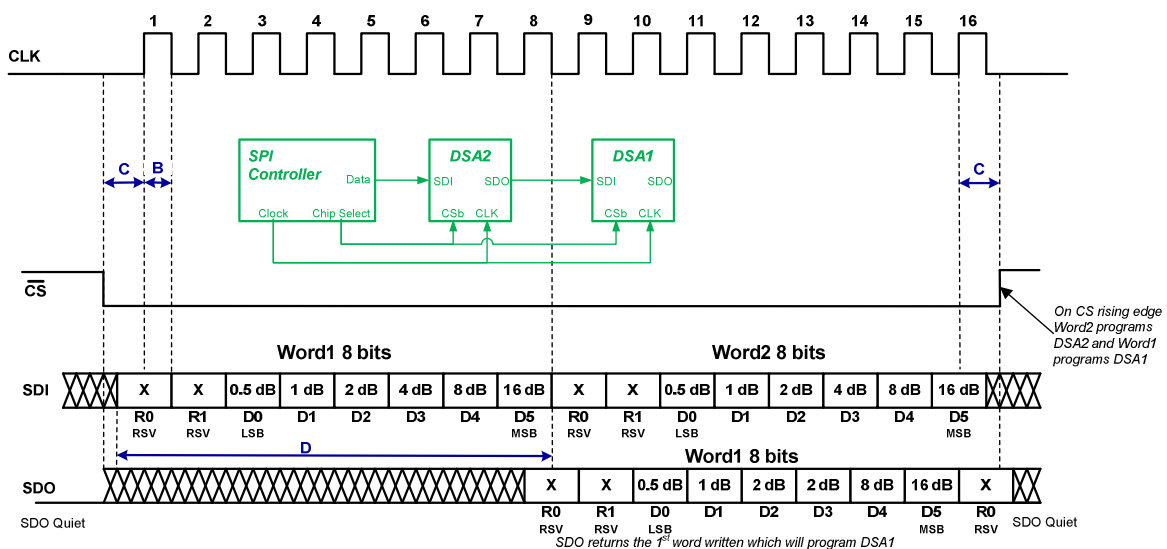 1 2 3 4 5 6 7 8 9 10 11 12 13 14 15 16
CLK
SPI
Controller
Data
Clock
Chip Select
DSA2
SDI
SDO
CSb
CLK
DSA1
SDI
SDO
CSb
CLK
C
B
C
CS
On CS rising edge
Word2 programs
DSA2 and Word1
programs DSA1
Word1 8 bits
Word2 8 bits
SDI
X X 0.5 dB 1 dB 2 dB 4 dB 8 dB 16 dB X X 0.5 dB 1 dB 2 dB 4 dB 8 dB 16 dB
R0 R1 D0 D1 D2 D3 D4 D5 R0 R1 D0 D1 D2 D3 D4 D5
RSV RSV LSB MSB RSV RSV LSB MSB
D
Word1 8 bits
SDO
X X 0.5 dB 1 dB 2 dB 2 dB 8 dB 16 dB X
R0 R1 D0 D1 D2 D3 D4 D5 R0
SDO Quiet
RSV RSV LSB MSB RSV
SDO Quiet
SDO returns the 1st word written which will program DSA1